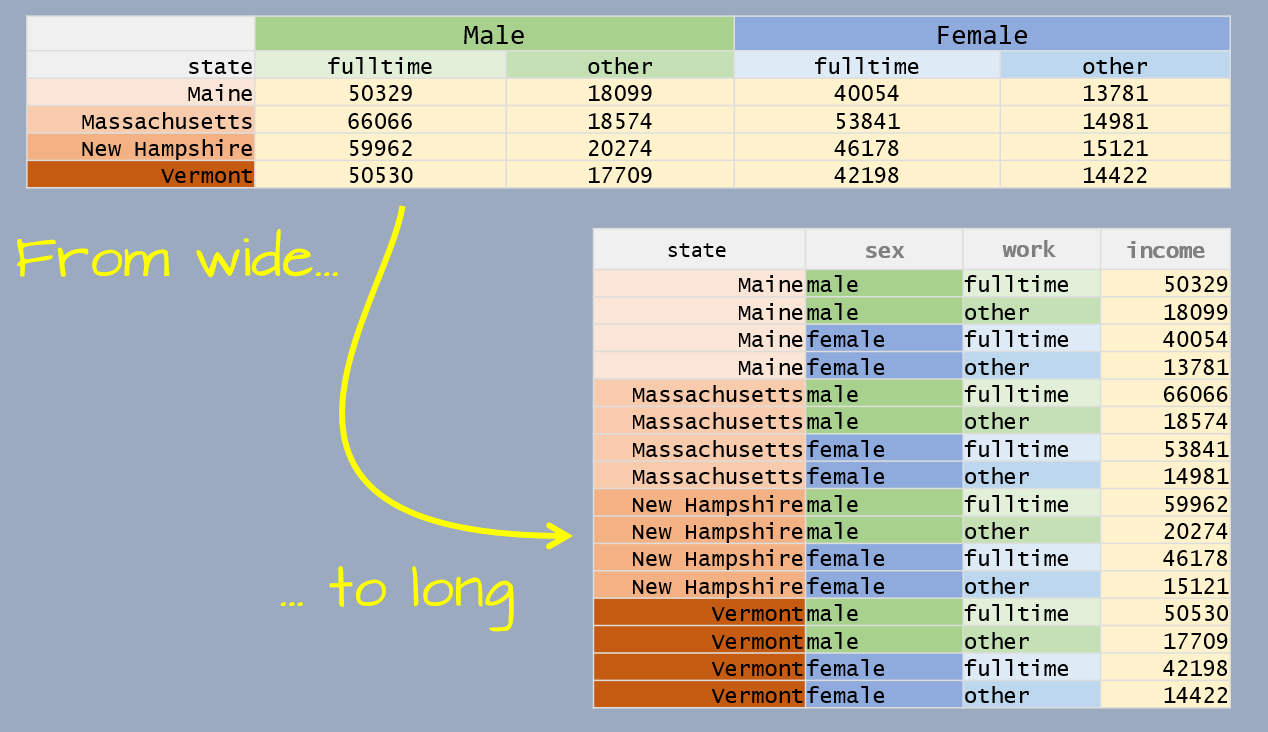 Male Female
state fulltime other fulltime other
Maine 50329 18099 40054 13781
Massachusetts 66066 18574 53841 14981
New Hampshire 59962 20274 46178 15121
Vermont 50530 17709 42198 14422
From wide...
state sex work income
Maine male fulltime 50329
Maine male other 18099
Maine female fulltime 40054
Maine female other 13781
Massachusetts male fulltime 66066
Massachusetts male other 18574
Massachusetts female fulltime 53841
Massachusetts female other 14981
New Hampshire male fulltime 59962
New Hampshire male other 20274
New Hampshire female fulltime 46178
New Hampshire female other 15121
Vermont male fulltime 50530
Vermont male other 17709
Vermont female fulltime 42198
Vermont female other 14422
... to long